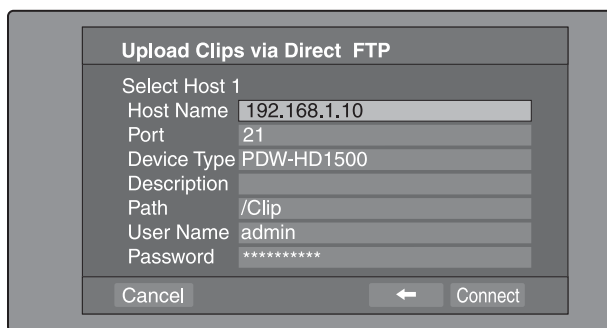 Upload Clips via Direct FTP
Select Host 1
Host Name 192.168.1.10
Port 21
Device Type PDW-HD1500
Description
Path /Clip
User Name admin
Password **********
Cancel ← Connect